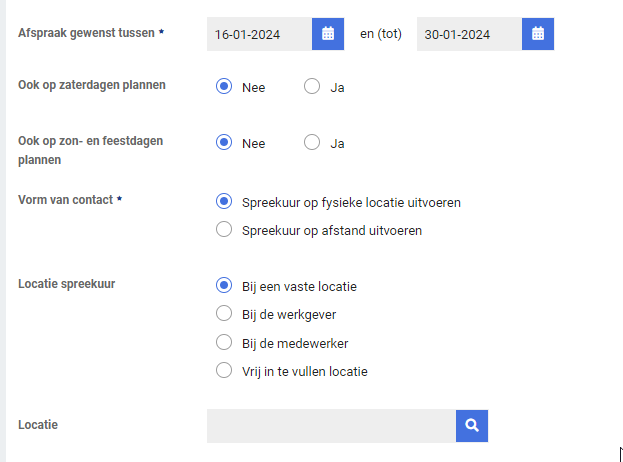 Afspraak gewenst tussen * 16-01-2024 en (tot) 30-01-2024
Ook op zaterdagen plannen Nee Ja
Ook op zon- en feestdagen Nee Ja
plannen
Vorm van contact * Spreekuur op fysieke locatie uitvoeren
Spreekuur op afstand uitvoeren
Locatie spreekuur Bij een vaste locatie
Bij de werkgever
Bij de medewerker
Vrij in te vullen locatie
Locatie